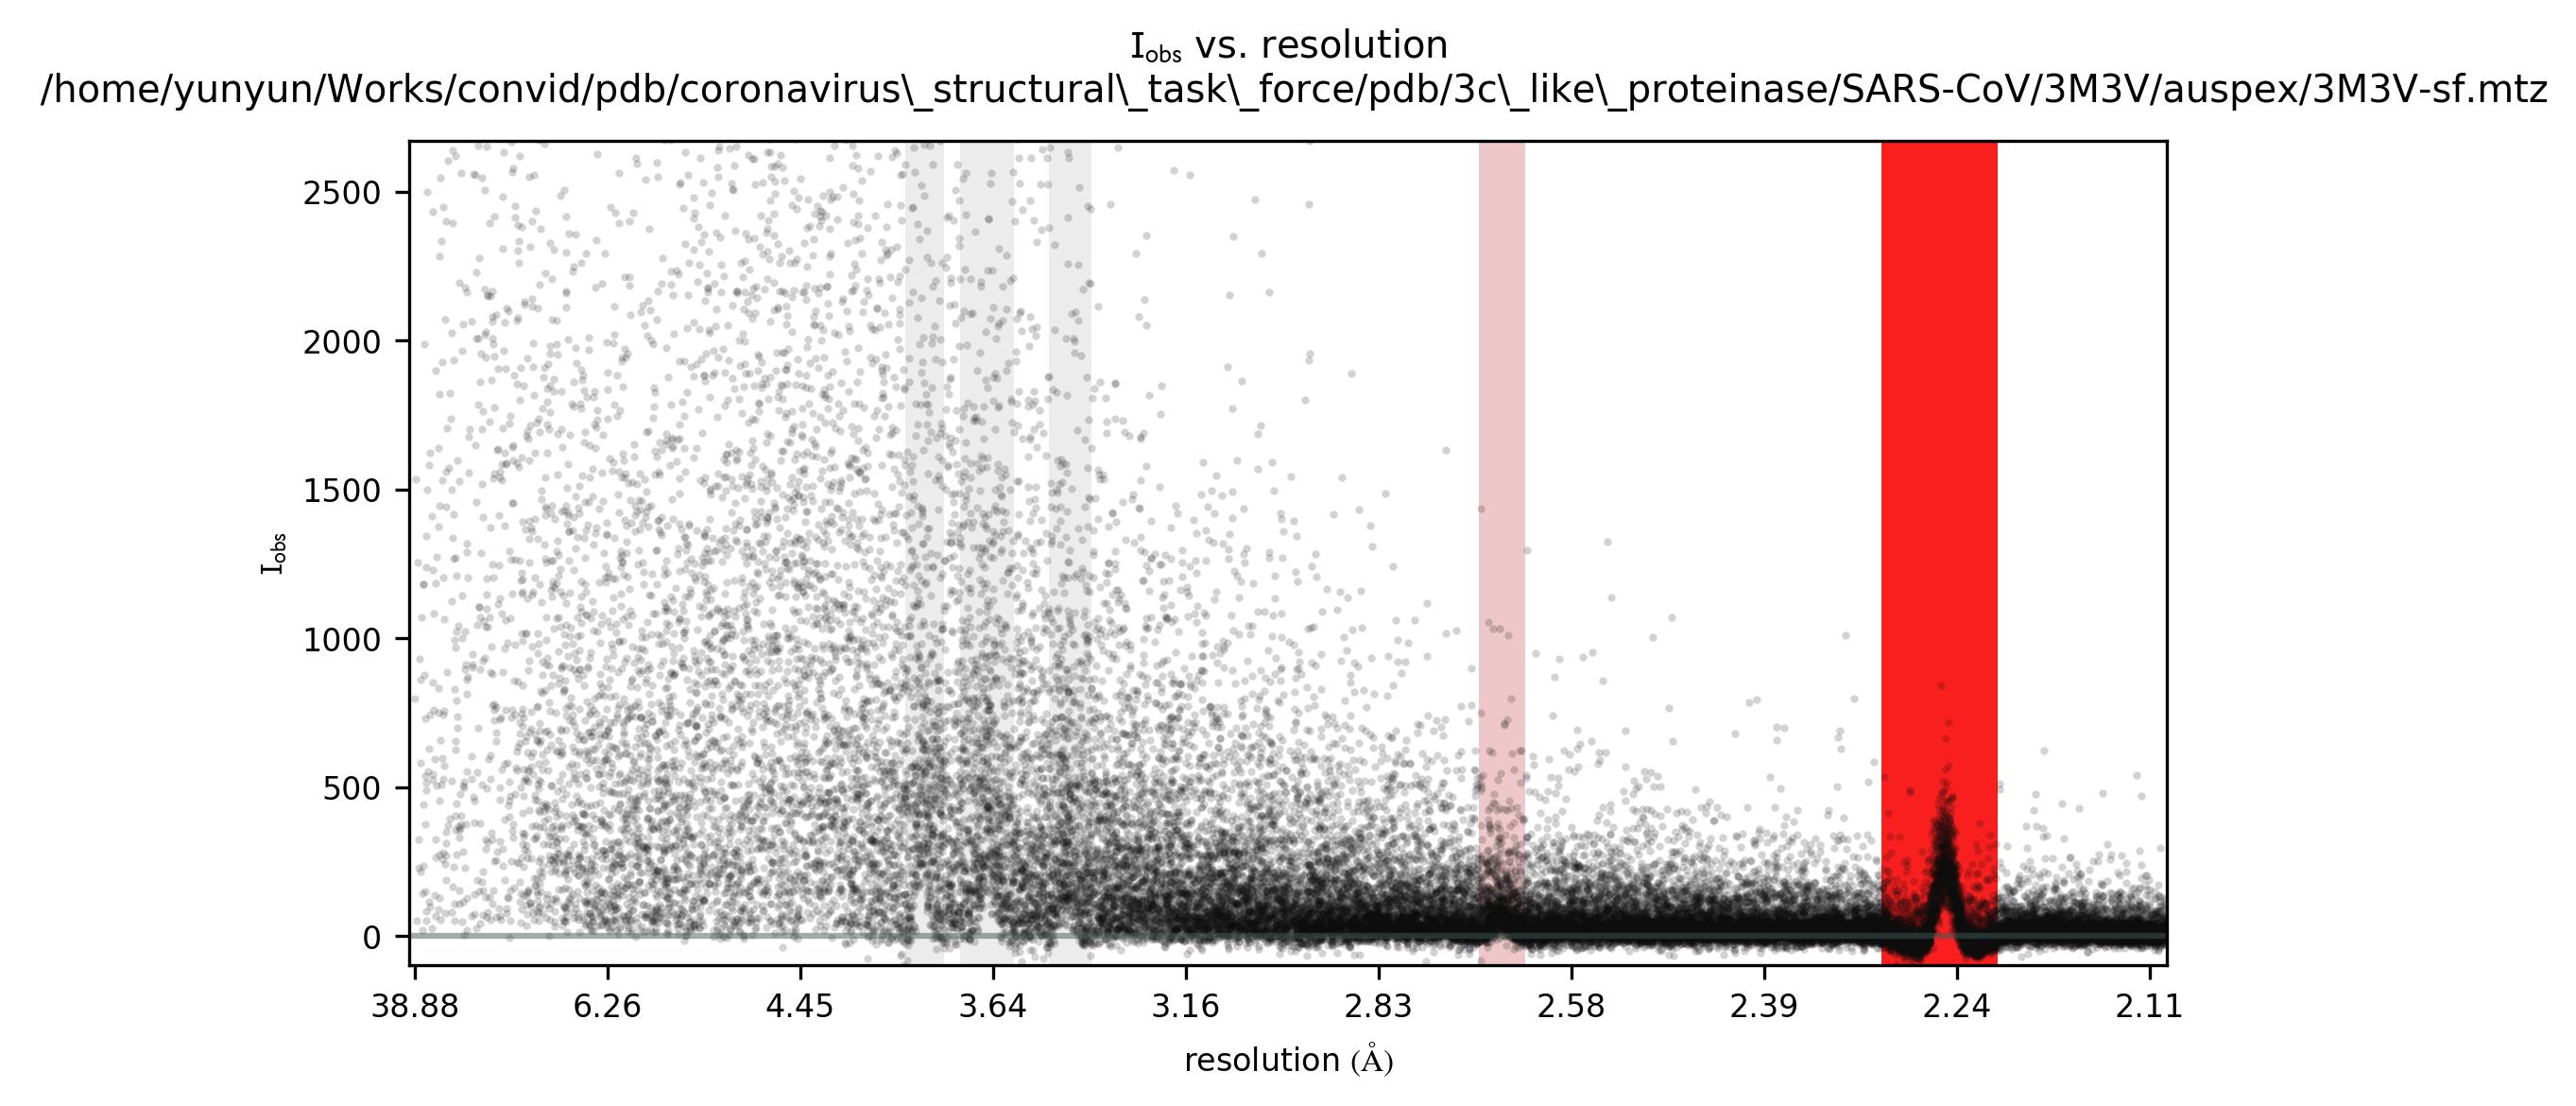 I_obs vs. resolution
/home/yunyun/Works/convid/pdb/coronavirus\_structural\_task\_force/pdb/3c\_like\_proteinase/SARS-CoV/3M3V/auspex/3M3V-sf.mtz
2500
2000
1500
1000
500
0
I_obs
38.88 6.26 4.45 3.64 3.16 2.83 2.58 2.39 2.24 2.11
resolution (Å)